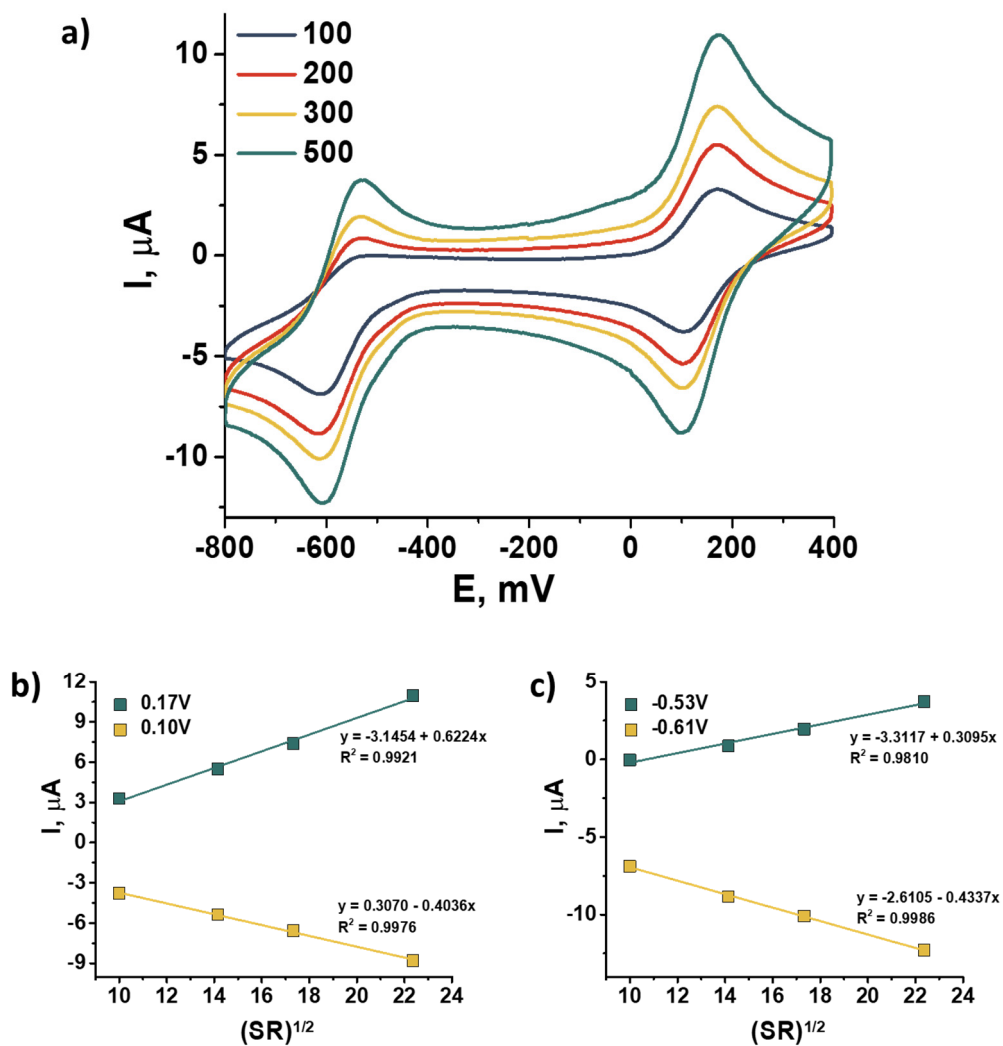 a)
100
200
300
500
10
5
0
-5
-10
I, μA
-800 -600 -400 -200 0 200 400
E, mV
b)
0.17V
0.10V
12
9
6
3
0
-3
-6
-9
I, μA
y = -3.1454 + 0.6224x
R² = 0.9921
y = 0.3070 - 0.4036x
R² = 0.9976
10 12 14 16 18 20 22 24
(SR)^1/2
c)
-0.53V
-0.61V
5
0
-5
-10
I, μA
y = -3.3117 + 0.3095x
R² = 0.9810
y = -2.6105 - 0.4337x
R² = 0.9986
10 12 14 16 18 20 22 24
(SR)^1/2